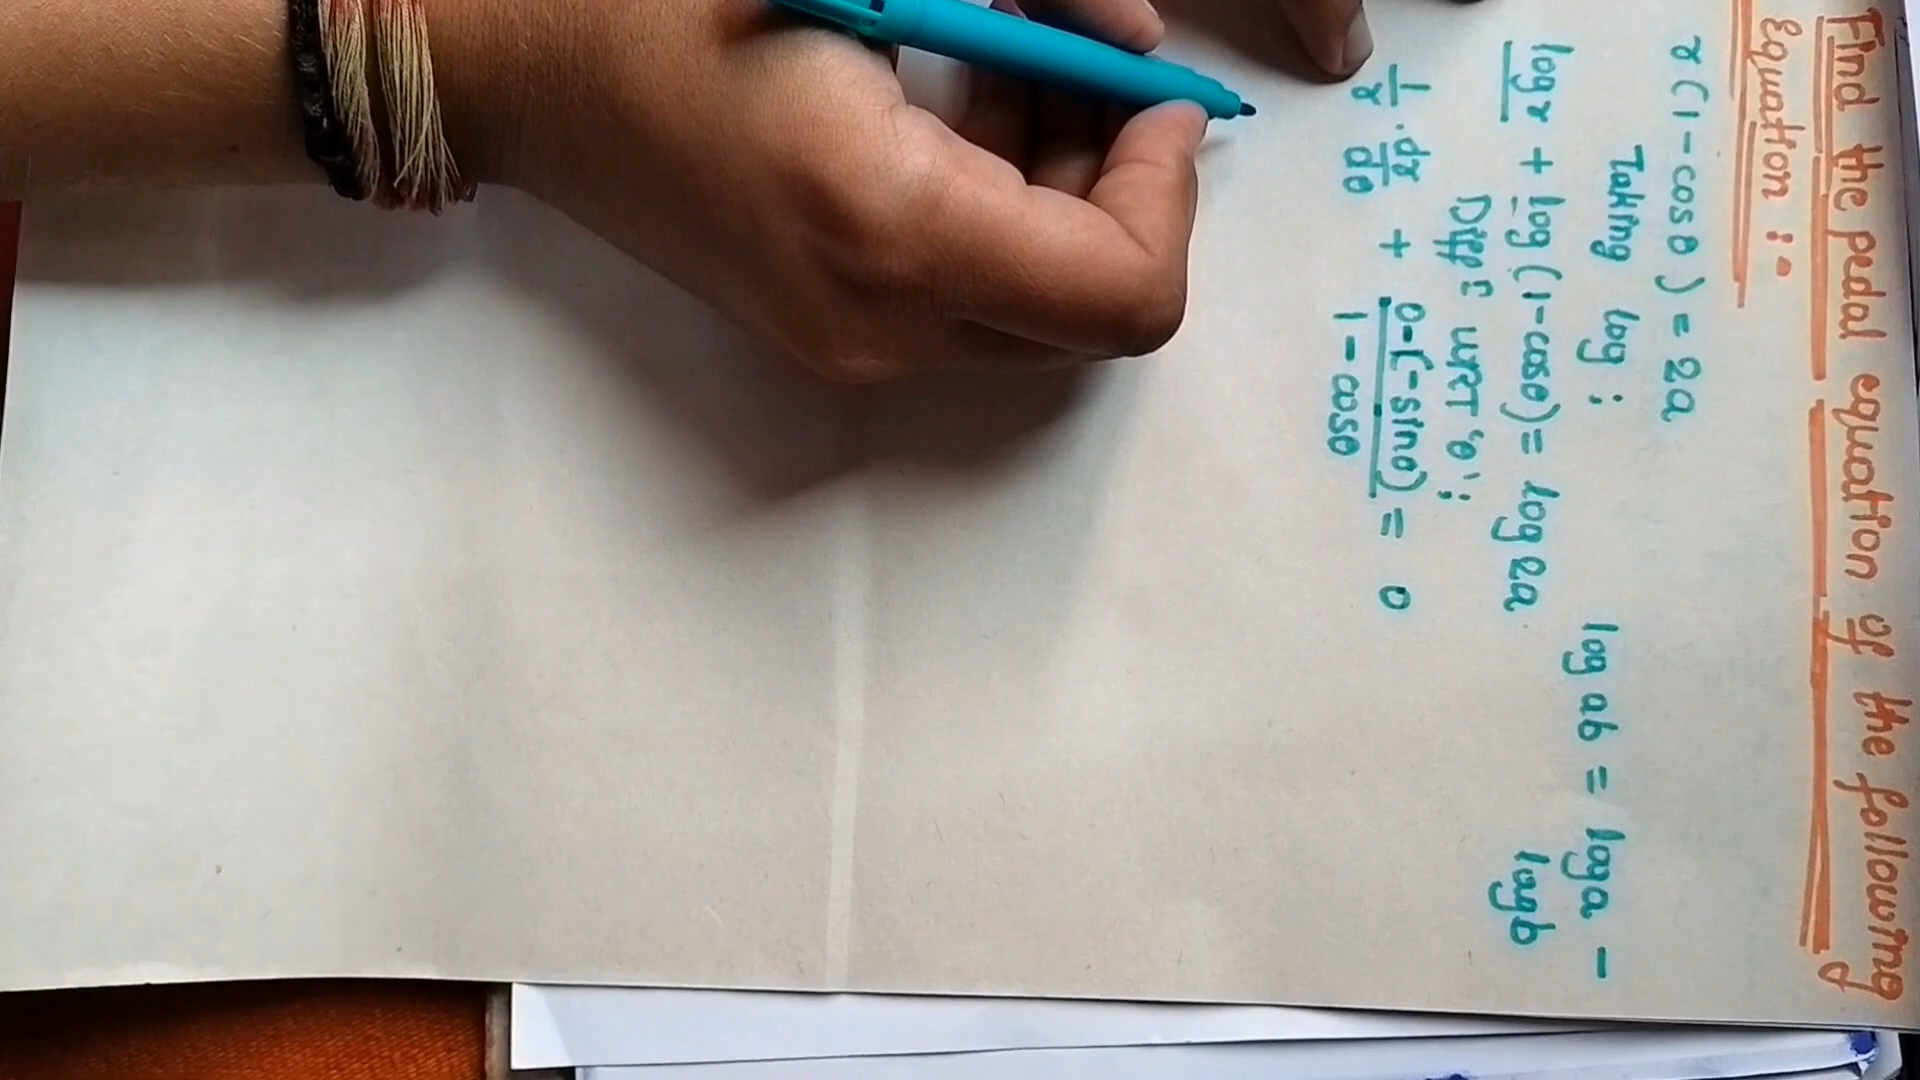 Find the pedal equation of the following
Equation :-
r(1-cosθ) = 2a
Taking log :
log ab = loga -
logb
logr + log(1-cosθ) = log2a
Diff c WRT 'θ' ;
1/r · dr/dθ + 0-(-sinθ)/1-cosθ = 0